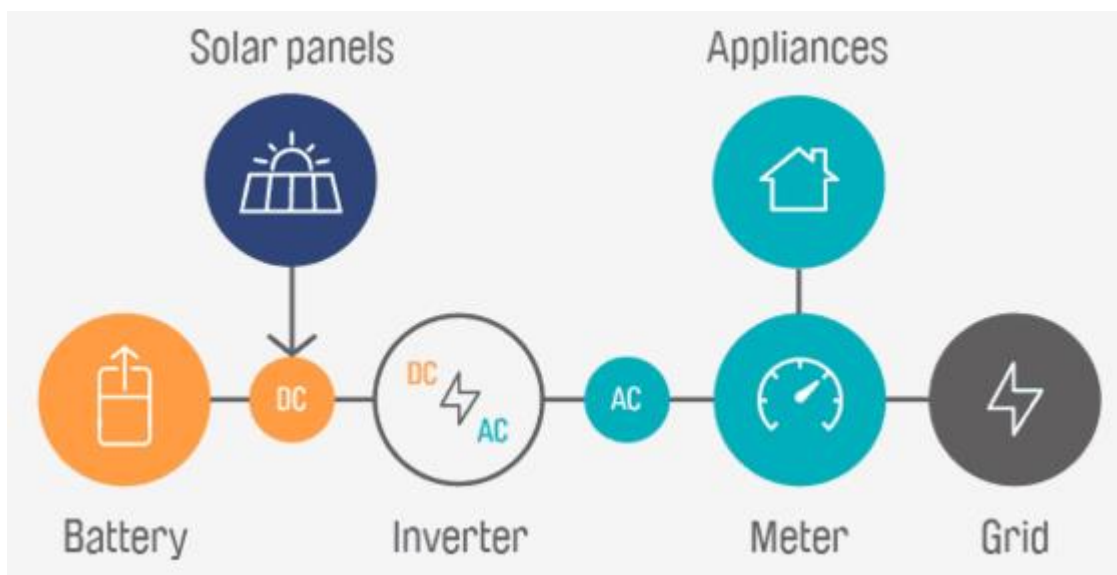 Solar panels
Appliances
DC
DC
AC
AC
Battery
Inverter
Meter
Grid